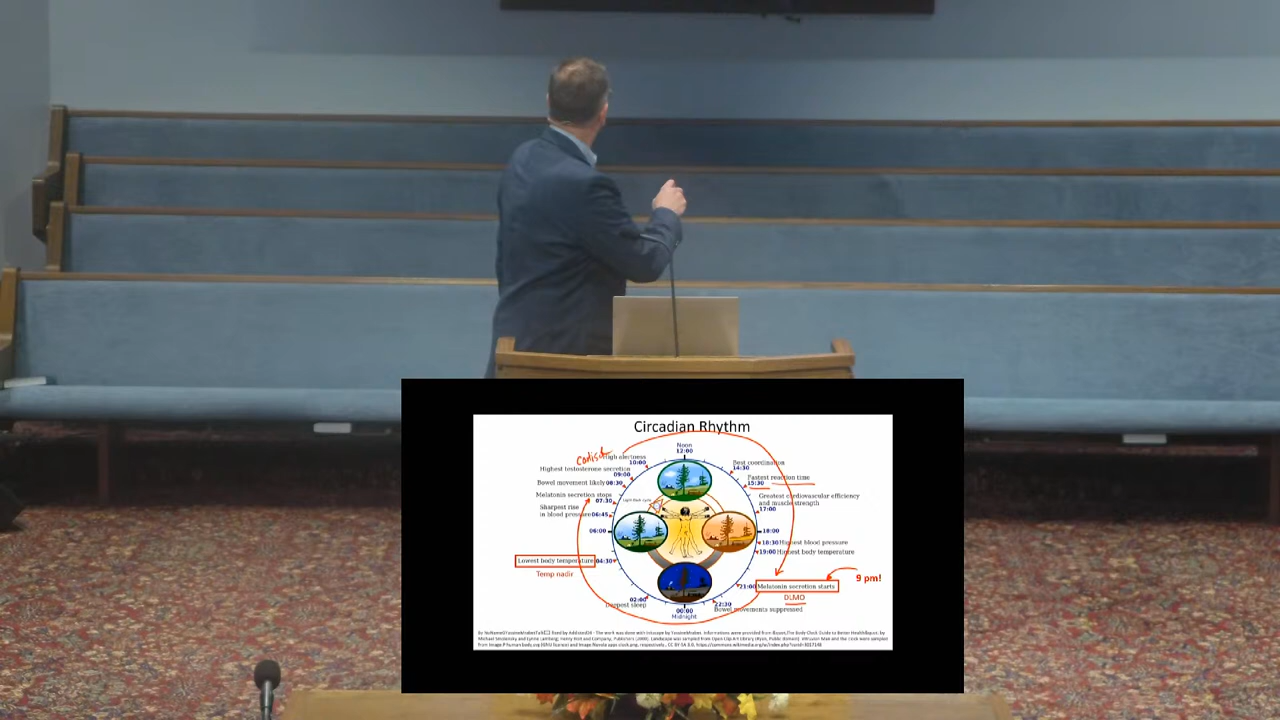 Circadian Rhythm
Noon
12:00
High alertness
10:00
Highest testosterone secretion
09:00
Bowel movement likely 08:30
Melatonin secretion stops
07:30
Sharpest rise
in blood pressure 06:45
06:00
Lowest body temperature 04:30
Temp nadir
02:00
Deepest sleep
00:00
Midnight
Best coordination
14:30
Fastest reaction time
15:30
Greatest cardiovascular efficiency
and muscle strength
17:00
18:00
18:30 Highest blood pressure
19:00 Highest body temperature
21:00 Melatonin secretion starts
9 pm!
DLMO
22:30
Bowel movements suppressed